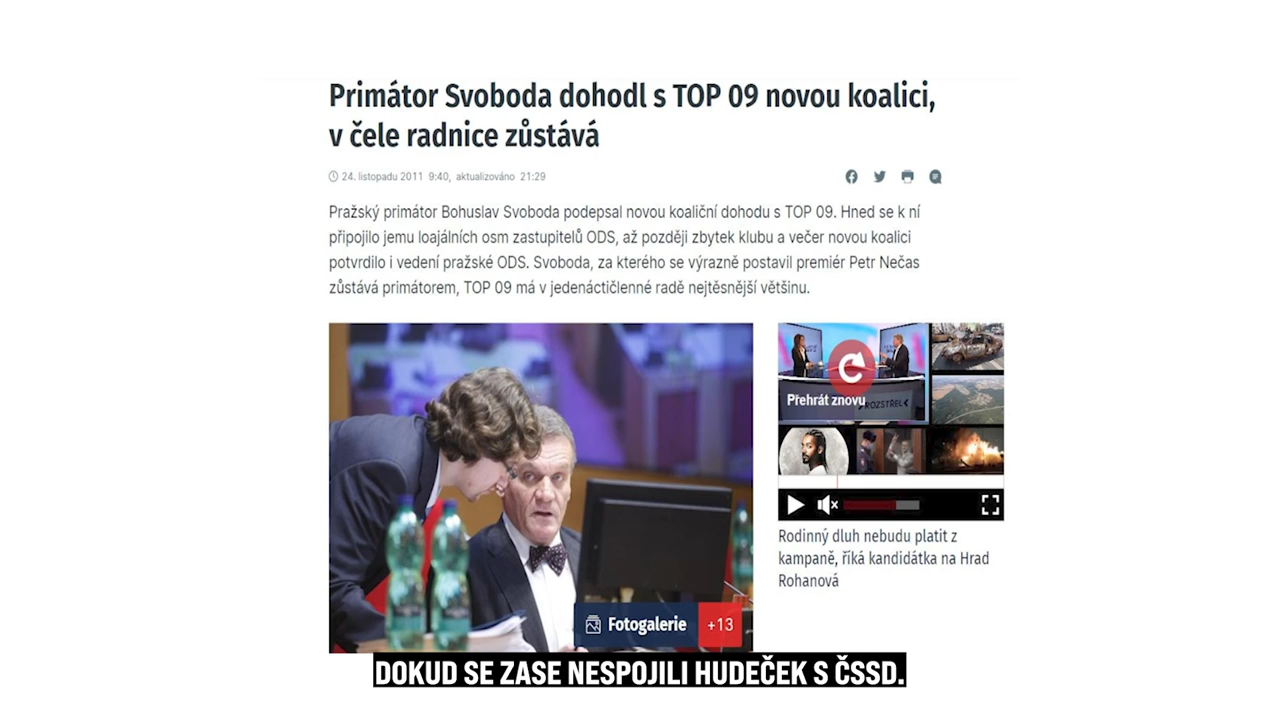 Primátor Svoboda dohodl s TOP 09 novou koalici,
v čele radnice zůstává
24. listopadu 2011 9:40, aktualizováno 21:29
Pražský primátor Bohuslav Svoboda podepsal novou koaliční dohodu s TOP 09. Hned se k ní
připojilo jemu loajálních osm zastupitelů ODS, až později zbytek klubu a večer novou koalici
potvrdilo i vedení pražské ODS. Svoboda, za kterého se výrazně postavil premiér Petr Nečas
zůstává primátorem, TOP 09 má v jedenáctičlenné radě nejtěsnější většinu.
Přehrát znovu
ROZSTŘEL
Rodinný dluh nebudu platit z
kampaně, říká kandidátka na Hrad
Rohanová
Fotogalerie +13
DOKUD SE ZASE NESPOJILI HUDEČEK S ČSSD.